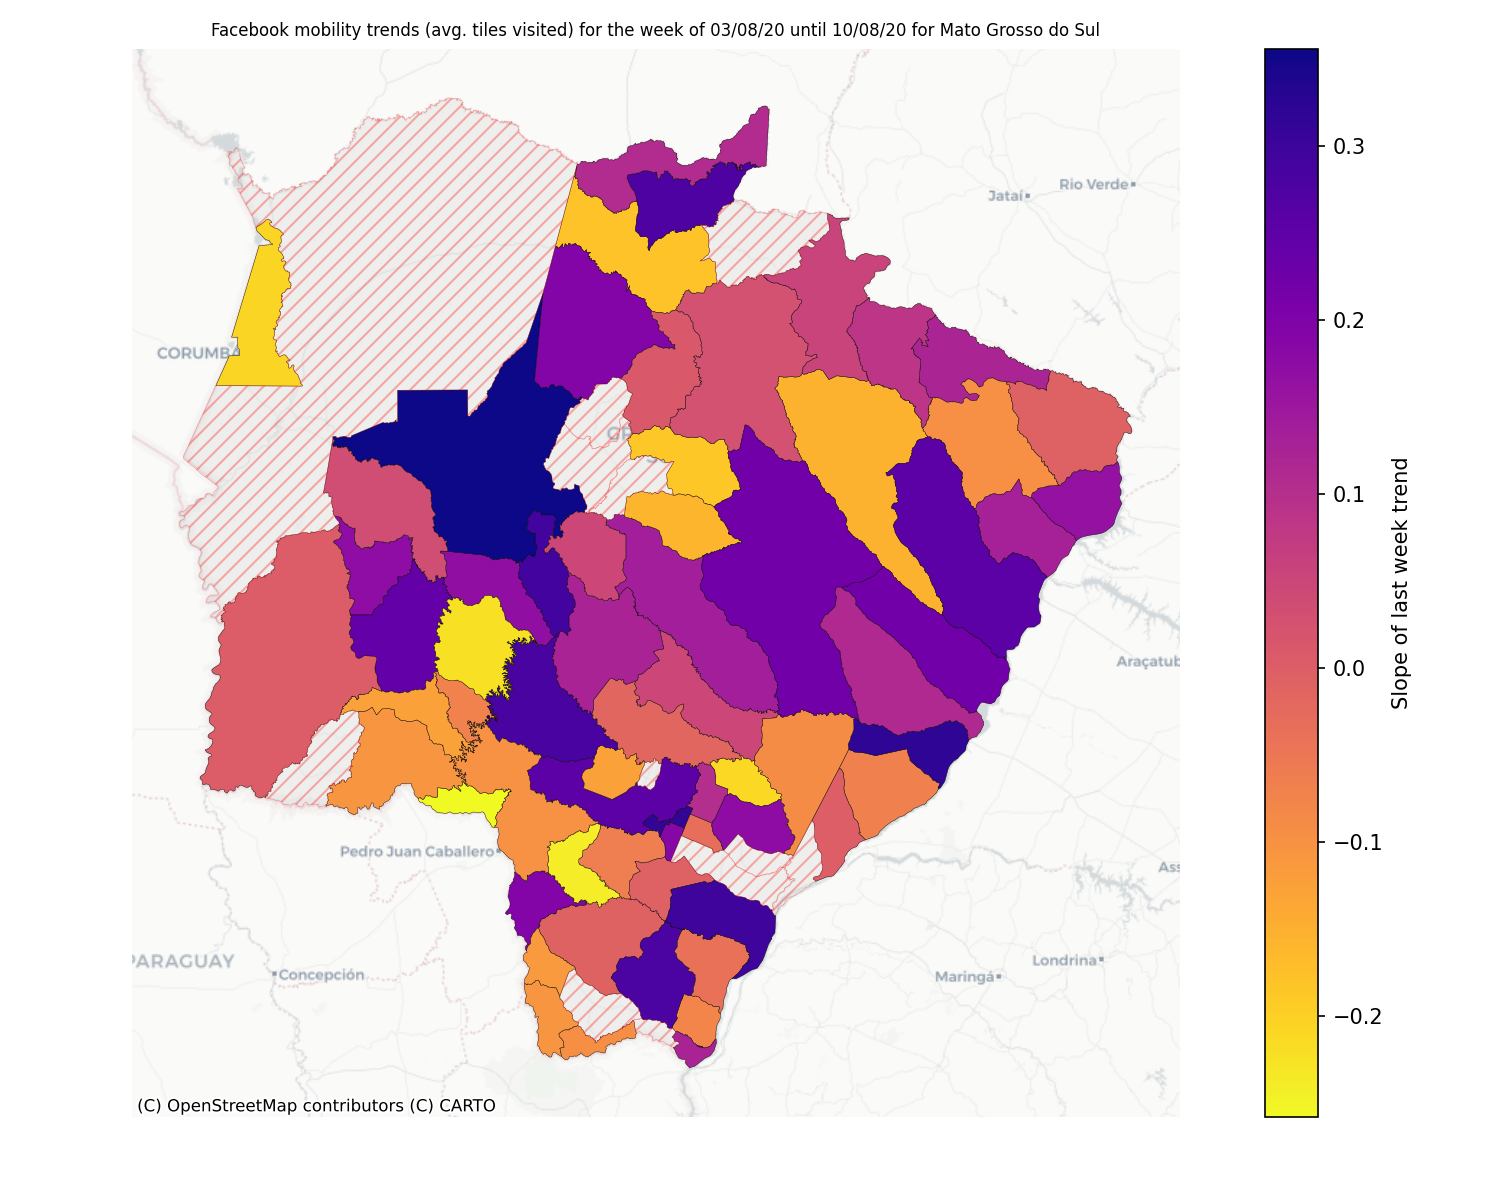 Facebook mobility trends (avg. tiles visited) for the week of 03/08/20 until 10/08/20 for Mato Grosso do Sul
0.3
Rio Verde
Jataí
0.2
CORUMBÁ
0.1
Slope of last week trend
Araçatub
0.0
−0.1
Pedro Juan Caballero
Ass
PARAGUAY
Concepción
Londrina
Maringá
−0.2
(C) OpenStreetMap contributors (C) CARTO